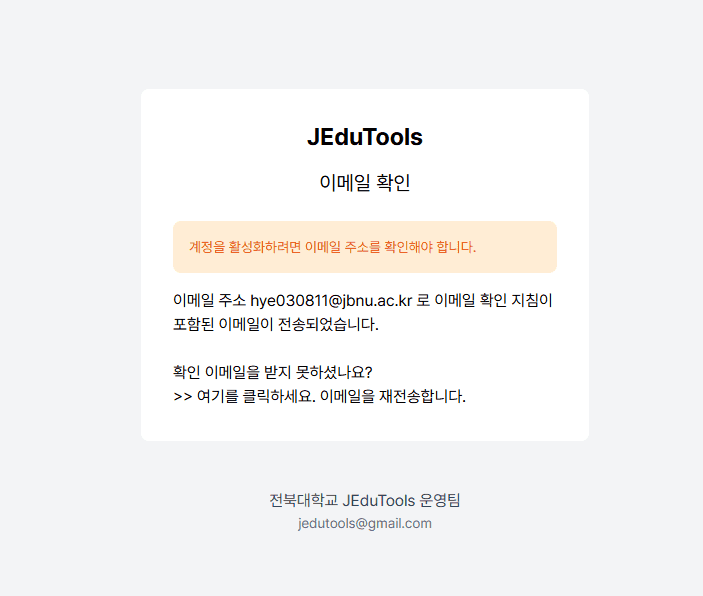 JEduTools
이메일 확인
계정을 활성화하려면 이메일 주소를 확인해야 합니다.
이메일 주소 hye030811@jbnu.ac.kr 로 이메일 확인 지침이
포함된 이메일이 전송되었습니다.
확인 이메일을 받지 못하셨나요?
>> 여기를 클릭하세요. 이메일을 재전송합니다.
전북대학교 JEduTools 운영팀
jedutools@gmail.com